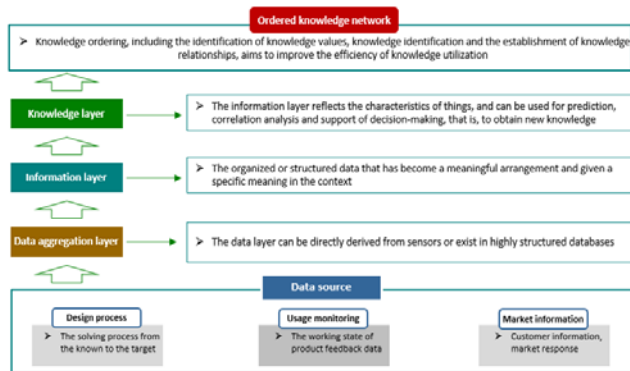 Ordered knowledge network
➢ Knowledge ordering, including the identification of knowledge values, knowledge identification and the establishment of knowledge
relationships, aims to improve the efficiency of knowledge utilization
Knowledge layer
➢ The information layer reflects the characteristics of things, and can be used for prediction,
correlation analysis and support of decision-making, that is, to obtain new knowledge
Information layer
➢ The organized or structured data that has become a meaningful arrangement and given a
specific meaning in the context
Data aggregation layer
➢ The data layer can be directly derived from sensors or exist in highly structured databases
Data source
Design process
➢ The solving process from
the known to the target
Usage monitoring
➢ The working state of
product feedback data
Market information
➢ Customer information,
market response